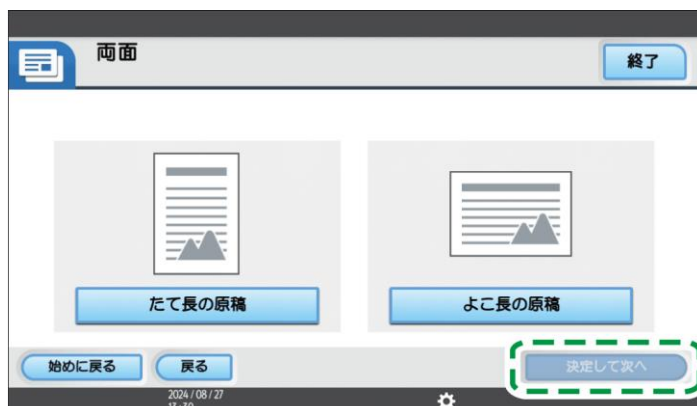 両面
終了
たて長の原稿
よこ長の原稿
始めに戻る
戻る
決定して次へ
2024 / 08 / 27